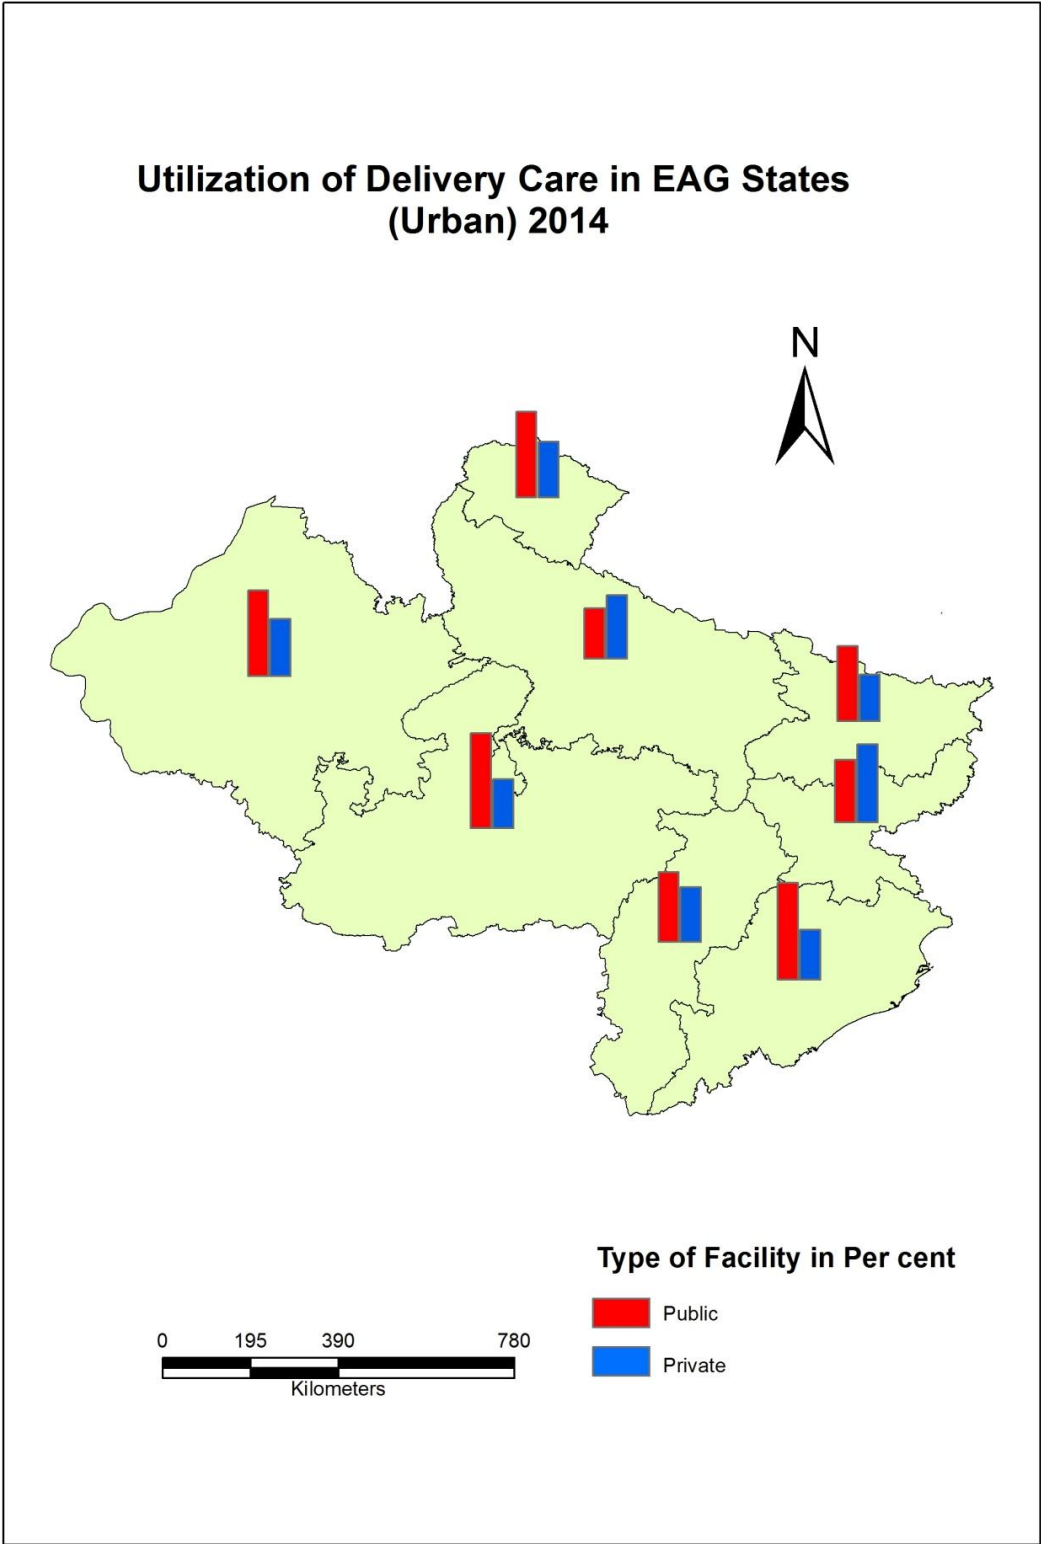 Utilization of Delivery Care in EAG States
(Urban) 2014
N
Type of Facility in Per cent
Public
Private
0 195 390 780
Kilometers